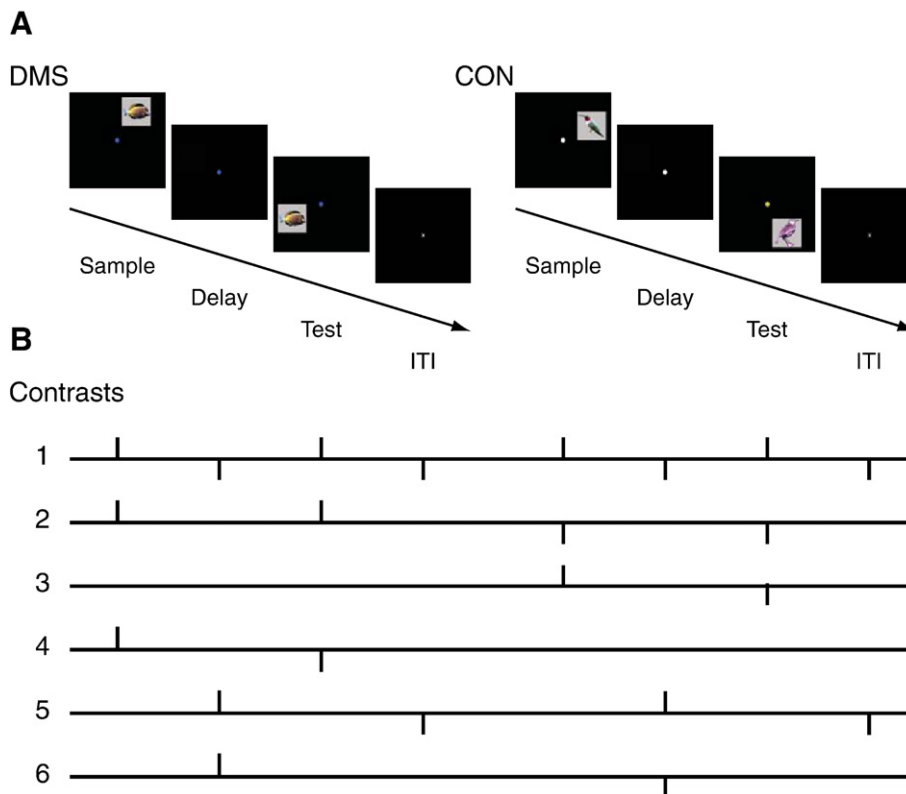 A
DMS
CON
Sample
Delay
Test
ITI
Sample
Delay
Test
ITI
B
Contrasts
1
2
3
4
5
6